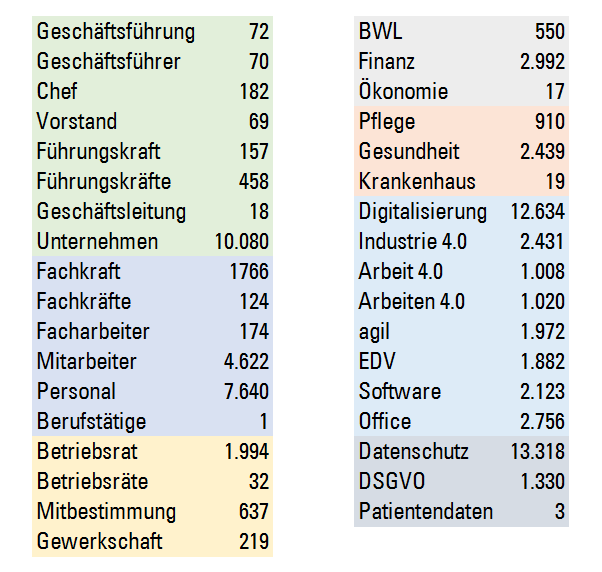 Geschäftsführung 72
Geschäftsführer 70
Chef 182
Vorstand 69
Führungskraft 157
Führungskräfte 458
Geschäftsleitung 18
Unternehmen 10.080
Fachkraft 1766
Fachkräfte 124
Facharbeiter 174
Mitarbeiter 4.622
Personal 7.640
Berufstätige 1
Betriebsrat 1.994
Betriebsräte 32
Mitbestimmung 637
Gewerkschaft 219
BWL 550
Finanz 2.992
Ökonomie 17
Pflege 910
Gesundheit 2.439
Krankenhaus 19
Digitalisierung 12.634
Industrie 4.0 2.431
Arbeit 4.0 1.008
Arbeiten 4.0 1.020
agil 1.972
EDV 1.882
Software 2.123
Office 2.756
Datenschutz 13.318
DSGVO 1.330
Patientendaten 3